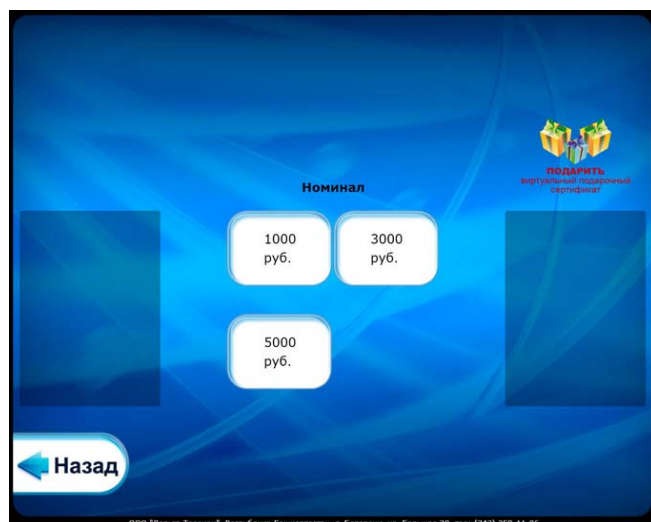 ПОДАРИТЬ
виртуальный подарочный
сертификат
Номинал
1000
руб.
3000
руб.
5000
руб.
Назад